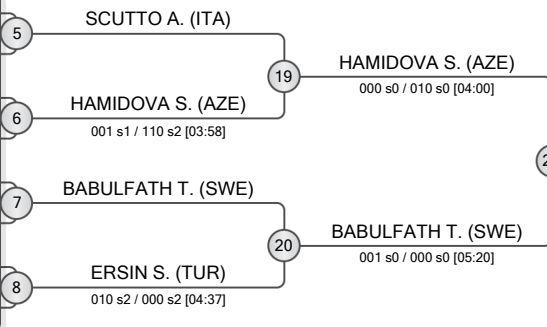 SCUTTO A. (ITA)
5
19
HAMIDOVA S. (AZE)
000 s0 / 010 s0 [04:00]
HAMIDOVA S. (AZE)
6
001 s1 / 110 s2 [03:58]
BABULFATH T. (SWE)
7
20
BABULFATH T. (SWE)
001 s0 / 000 s0 [05:20]
ERSIN S. (TUR)
8
010 s2 / 000 s2 [04:37]